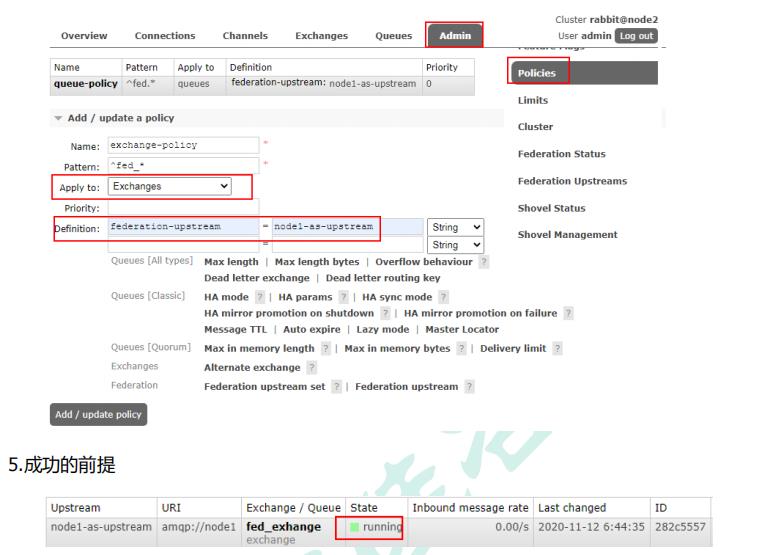 Cluster rabbit@node2
Overview Connections Channels Exchanges Queues Admin User admin Log out
Name Pattern Apply to Definition Priority
queue-policy ^fed.* queues federation-upstream: node1-as-upstream 0
Policies
Limits
Cluster
Federation Status
Federation Upstreams
Shovel Status
Shovel Management
▼ Add / update a policy
Name: exchange-policy *
Pattern: ^fed_* *
Apply to: Exchanges
Priority:
Definition: federation-upstream = node1-as-upstream String
= String
Queues [All types] Max length | Max length bytes | Overflow behaviour ?
Dead letter exchange | Dead letter routing key
Queues [Classic] HA mode ? | HA params ? | HA sync mode ?
HA mirror promotion on shutdown ? | HA mirror promotion on failure ?
Message TTL | Auto expire | Lazy mode | Master Locator
Queues [Quorum] Max in memory length ? | Max in memory bytes ? | Delivery limit ?
Exchanges Alternate exchange ?
Federation Federation upstream set ? | Federation upstream ?
Add / update policy
5.成功的前提
Upstream URI Exchange / Queue State Inbound message rate Last changed ID
node1-as-upstream amqp://node1 fed_exhange running 0.00/s 2020-11-12 6:44:35 282c5557
exchange